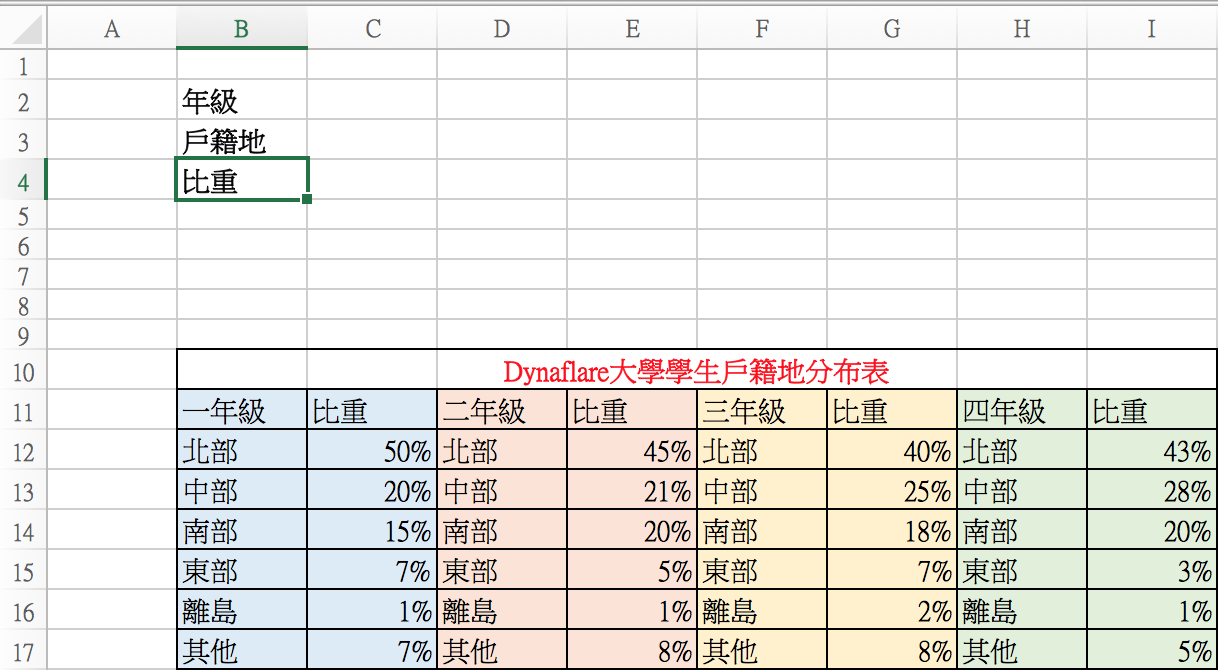 A B C D E F G H I
1
2 年級
3 戶籍地
4 比重
5
6
7
8
9
10 Dynaflare大學學生戶籍地分布表
11 一年級 比重 二年級 比重 三年級 比重 四年級 比重
12 北部 50% 北部 45% 北部 40% 北部 43%
13 中部 20% 中部 21% 中部 25% 中部 28%
14 南部 15% 南部 20% 南部 18% 南部 20%
15 東部 7% 東部 5% 東部 7% 東部 3%
16 離島 1% 離島 1% 離島 2% 離島 1%
17 其他 7% 其他 8% 其他 8% 其他 5%